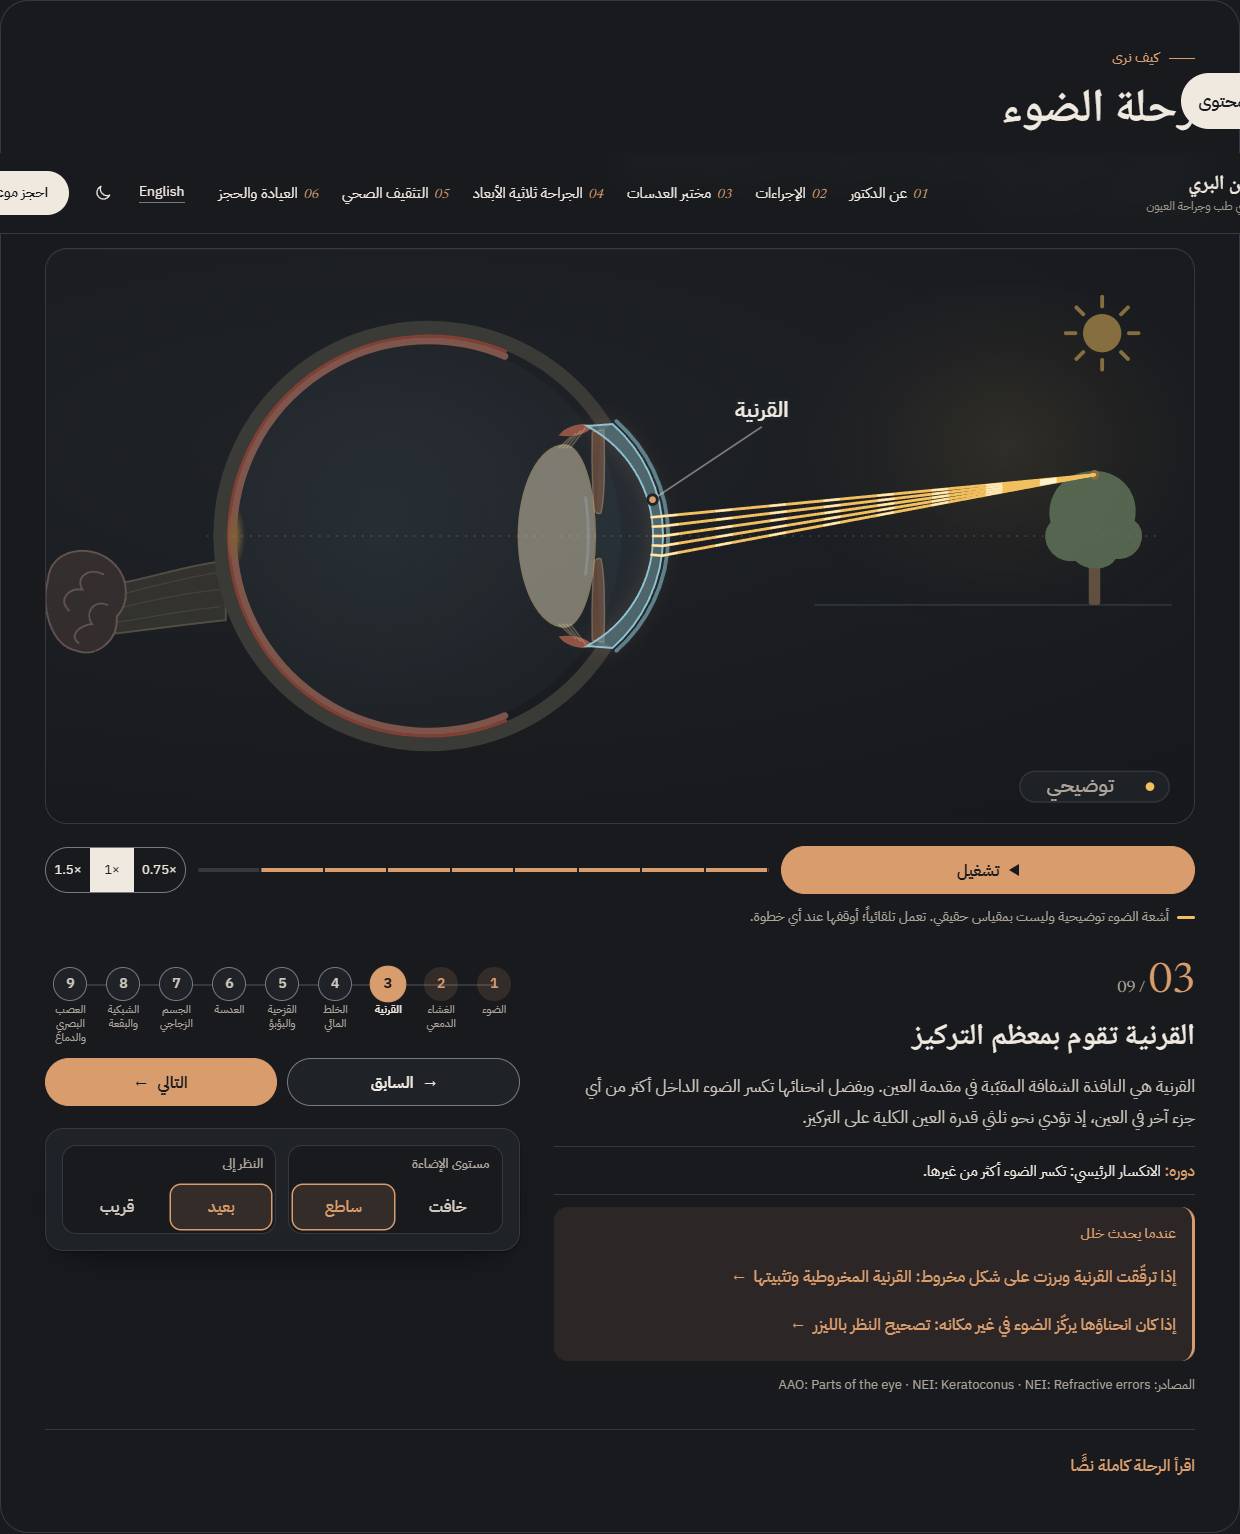 كيف نرى
رحلة الضوء
محتوى
ن البري
ي طب وجراحة العيون
01 عن الدكتور
02 الإجراءات
03 مختبر العدسات
04 الجراحة ثلاثية الأبعاد
05 التثقيف الصحي
06 العيادة والحجز
English
احجز موع
القرنية
توضيحي
تشغيل
0.75×
1×
1.5×
أشعة الضوء توضيحية وليست بمقياس حقيقي. تعمل تلقائياً؛ أوقفها عند أي خطوة.
03 / 09
القرنية تقوم بمعظم التركيز
القرنية هي النافذة الشفافة المقبّبة في مقدمة العين. وبفضل انحنائها تكسر الضوء الداخل أكثر من أي
جزء آخر في العين، إذ تؤدي نحو ثلثي قدرة العين الكلية على التركيز.
دوره: الانكسار الرئيسي: تكسر الضوء أكثر من غيرها.
عندما يحدث خلل
إذا ترقّقت القرنية وبرزت على شكل مخروط: القرنية المخروطية وتثبيتها ←
إذا كان انحناؤها يركّز الضوء في غير مكانه: تصحيح النظر بالليزر ←
المصادر: AAO: Parts of the eye · NEI: Keratoconus · NEI: Refractive errors
1 الضوء
2 الغشاء الدمعي
3 القرنية
4 الخلط المائي
5 القزحية والبؤبؤ
6 العدسة
7 الجسم الزجاجي
8 الشبكية والبقعة
9 العصب البصري والدماغ
→ السابق
التالي ←
مستوى الإضاءة
خافت
ساطع
النظر إلى
بعيد
قريب
اقرأ الرحلة كاملة نصًّا